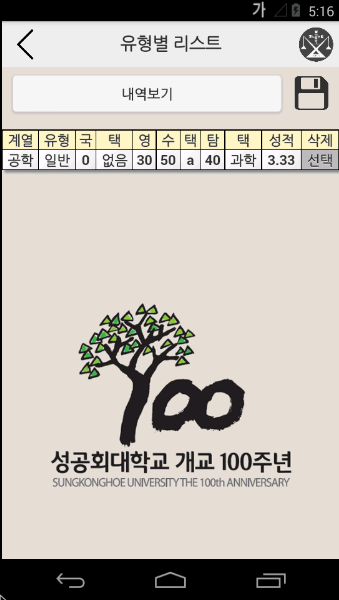 가 5:16
유형별 리스트
내역보기
계열 유형 국 택 영 수 택 탐 택 성적 삭제
공학 일반 0 없음 30 50 a 40 과학 3.33 선택
100
성공회대학교 개교 100주년
SUNGKONGHOE UNIVERSITY THE 100th ANNIVERSARY